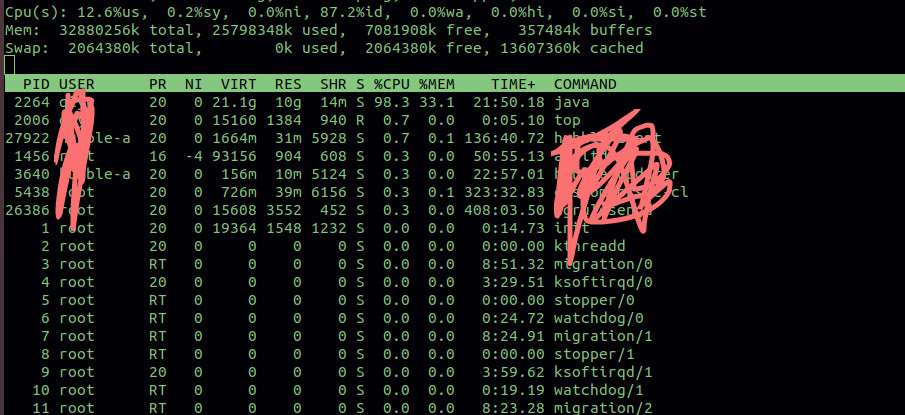 Cpu(s): 12.6%us,  0.2%sy,  0.0%ni, 87.2%id,  0.0%wa,  0.0%hi,  0.0%si,  0.0%st
Mem:  32880256k total, 25798348k used,  7081908k free,   357484k buffers
Swap:  2064380k total,        0k used,  2064380k free, 13607360k cached
PID USER      PR  NI  VIRT  RES  SHR S %CPU %MEM    TIME+  COMMAND
2264 20   0 21.1g  10g  14m S 98.3 33.1  21:50.18 java
2006 20   0 15160 1384  940 R  0.7  0.0   0:05.10 top
27922 20   0 1664m  31m 5928 S  0.7  0.1 136:40.72
1456 16  -4 93156  904  608 S  0.3  0.0  50:55.13
3640 20   0  156m  10m 5124 S  0.3  0.0  22:57.01
5438 root      20   0  726m  39m 6156 S  0.3  0.1 323:32.83
26386 root      20   0 15608 3552  452 S  0.3  0.0 408:03.50
1 root      20   0 19364 1548 1232 S  0.0  0.0   0:14.73 init
2 root      20   0     0    0    0 S  0.0  0.0   0:00.00 kthreadd
3 root      RT   0     0    0    0 S  0.0  0.0   8:51.32 migration/0
4 root      20   0     0    0    0 S  0.0  0.0   3:29.51 ksoftirqd/0
5 root      RT   0     0    0    0 S  0.0  0.0   0:00.00 stopper/0
6 root      RT   0     0    0    0 S  0.0  0.0   0:24.72 watchdog/0
7 root      RT   0     0    0    0 S  0.0  0.0   8:24.91 migration/1
8 root      RT   0     0    0    0 S  0.0  0.0   0:00.00 stopper/1
9 root      20   0     0    0    0 S  0.0  0.0   3:59.62 ksoftirqd/1
10 root      RT   0     0    0    0 S  0.0  0.0   0:19.19 watchdog/1
11 root      RT   0     0    0    0 S  0.0  0.0   8:23.28 migration/2